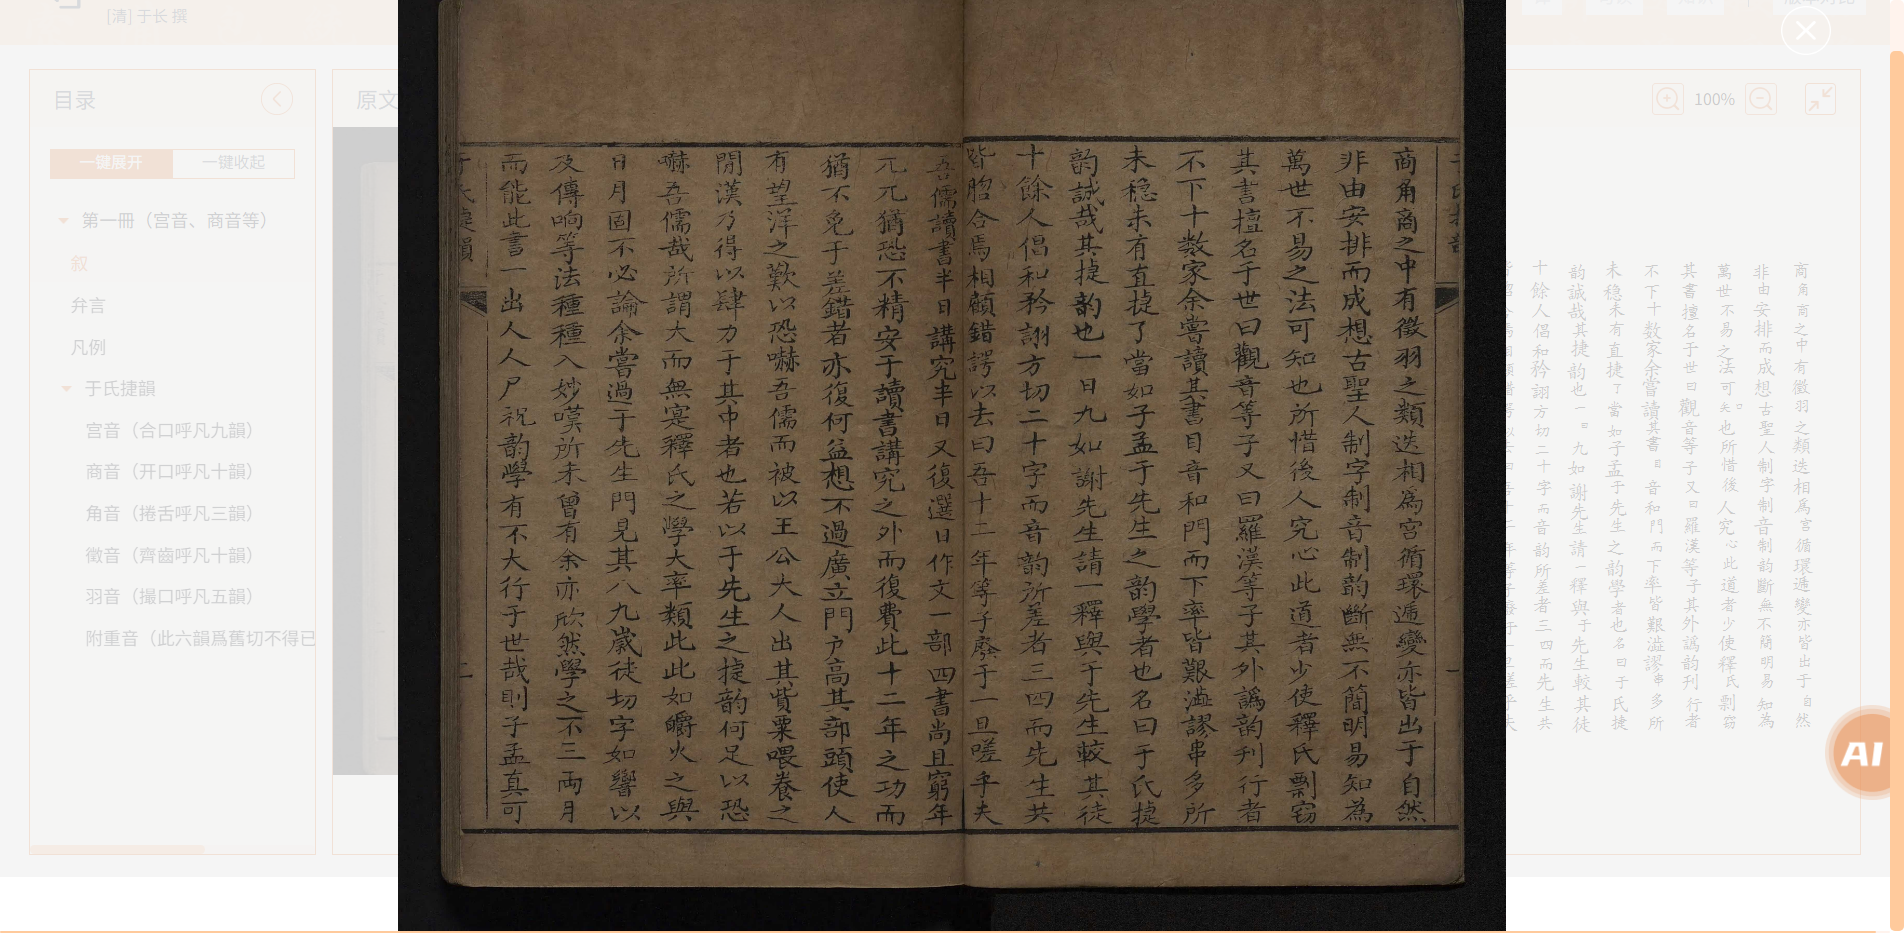 [清] 于长 撰
目录
原文
100%
一键展开
一键收起
第一冊（宮音、商音等）
叙
弁言
凡例
于氏捷韻
宫音（合口呼凡九韻）
商音（开口呼凡十韻）
角音（捲舌呼凡三韻）
徵音（齊齒呼凡十韻）
羽音（撮口呼凡五韻）
附重音（此六韻爲舊切不得已
商角商之中有徵羽之類迭相為宮循環遞變亦皆出于自然
非由安排而成想古聖人制字制音制韵斷無不簡明易知為
萬世不易之法可知也所惜後人究心此道者少使釋氏剽窃
其書擅名于世曰觀音等子又曰羅漢等子其外譌韵刋行者
不下十数家余嘗讀其書目音和門而下率皆艱澁謬串多所
未穏未有直捷了當如子孟于先生之韵學者也名曰于氏捷
韵誠哉其捷韵也一日九如謝先生請一釋與于先生較其徒
十餘人倡和矜詡方切二十字而音韵所差者三四而先生共
皆脗合焉相顧錯諤以去曰吾十二年等子廢于一旦嗟乎夫
吾儒讀書半日講究半日又復選日作文一部四書尚且窮年
兀兀猶恐不精安于讀書講究之外而復費此十二年之功而
猶不免于差錯者亦復何益想不過廣立門户高其部頭使人
有望洋之歎以恐嚇吾儒而被以王公大人出其貲粟喂養之
閒漢乃得以肆力于其中者也若以于先生之捷韵何足以恐
嚇吾儒哉所謂大而無寔釋氏之學大率類此此如爝火之與
日月固不必論余嘗過于先生門見其八九歲徒切字如響以
及傳响等法種種入妙嘆所未曾有余亦欣然學之不三両月
而能此書一出人人尸祝韵學有不大行于世哉則子孟真可
AI